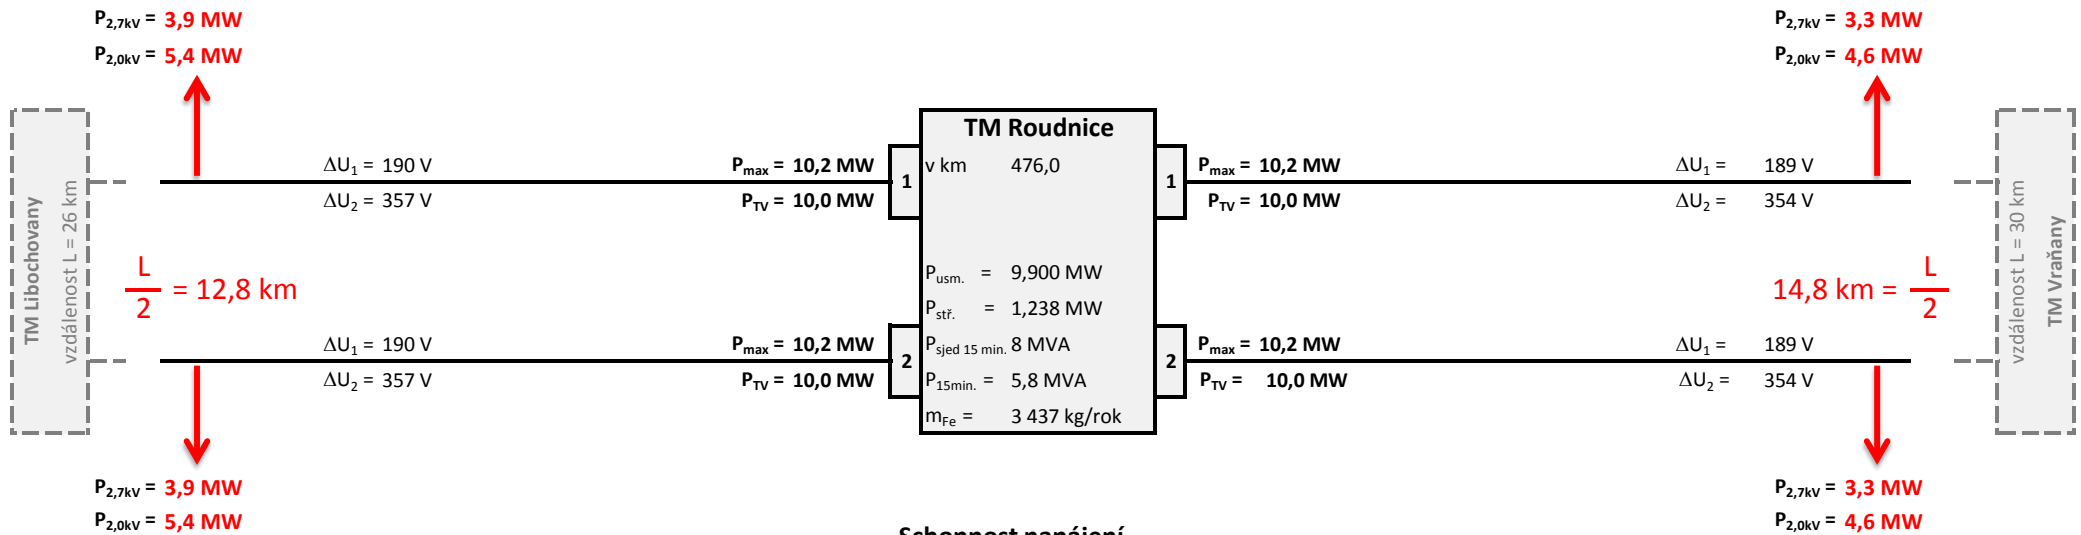 P2,7kV = 3,9 MW
P2,0kV = 5,4 MW
P2,7kV = 3,3 MW
P2,0kV = 4,6 MW
TM Libochovany
vzdálenost L = 26 km
ΔU1 = 190 V
ΔU2 = 357 V
Pmax = 10,2 MW
PTV = 10,0 MW
1
TM Roudnice
v km 476,0
1
Pmax = 10,2 MW
PTV = 10,0 MW
ΔU1 = 189 V
ΔU2 = 354 V
L
2
= 12,8 km
Pusm. = 9,900 MW
Pstř. = 1,238 MW
Psjed 15 min. 8 MVA
P15min. = 5,8 MVA
mFe = 3 437 kg/rok
14,8 km =
L
2
vzdálenost L = 30 km
TM Vraňany
ΔU1 = 190 V
ΔU2 = 357 V
Pmax = 10,2 MW
PTV = 10,0 MW
2
2
Pmax = 10,2 MW
PTV = 10,0 MW
ΔU1 = 189 V
ΔU2 = 354 V
P2,7kV = 3,9 MW
P2,0kV = 5,4 MW
P2,7kV = 3,3 MW
P2,0kV = 4,6 MW
Schopnost napájení